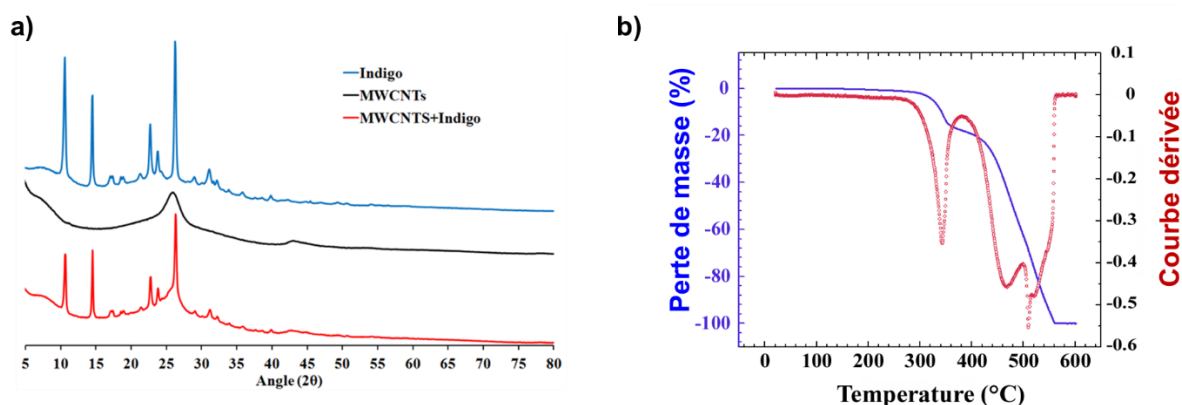 a)
Indigo
MWCNTs
MWCNTS+Indigo
5 10 15 20 25 30 35 40 45 50 55 60 65 70 75 80
Angle (2θ)
b)
Perte de masse (%)
0
-20
-40
-60
-80
-100
0 100 200 300 400 500 600
Temperature (°C)
0.1
0
-0.1
-0.2
-0.3
-0.4
-0.5
-0.6
Courbe dérivée